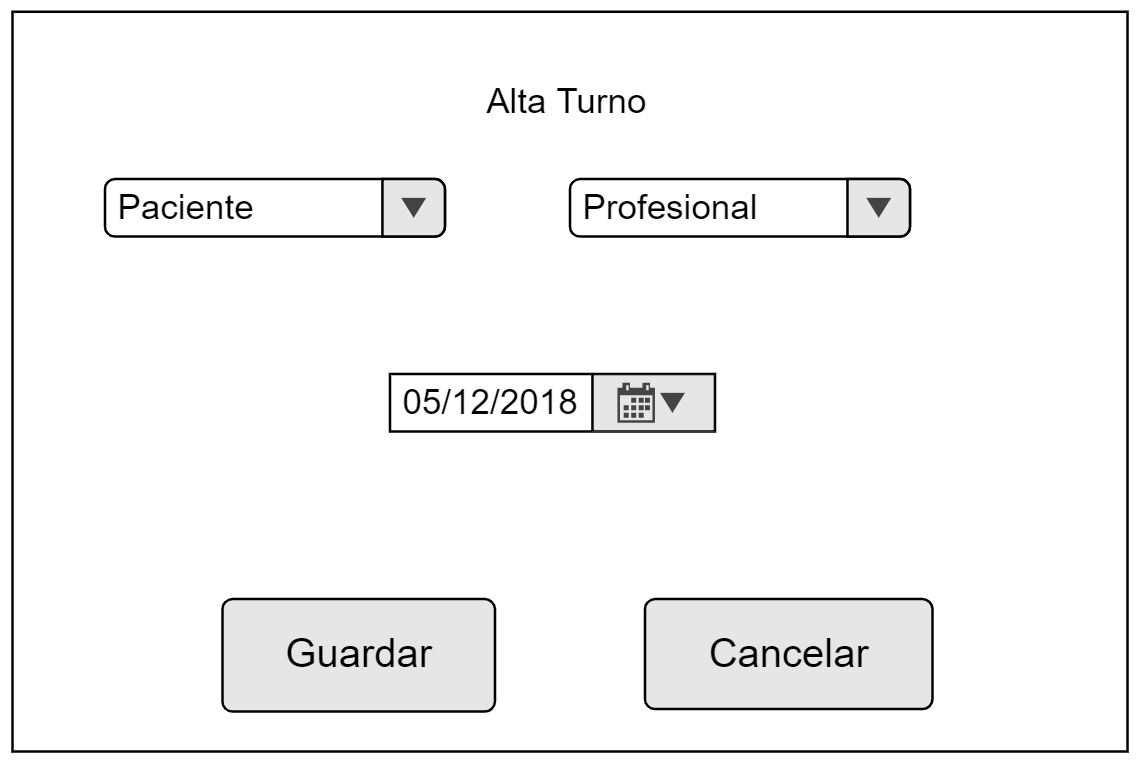 Alta Turno
Paciente
Profesional
05/12/2018
Guardar
Cancelar